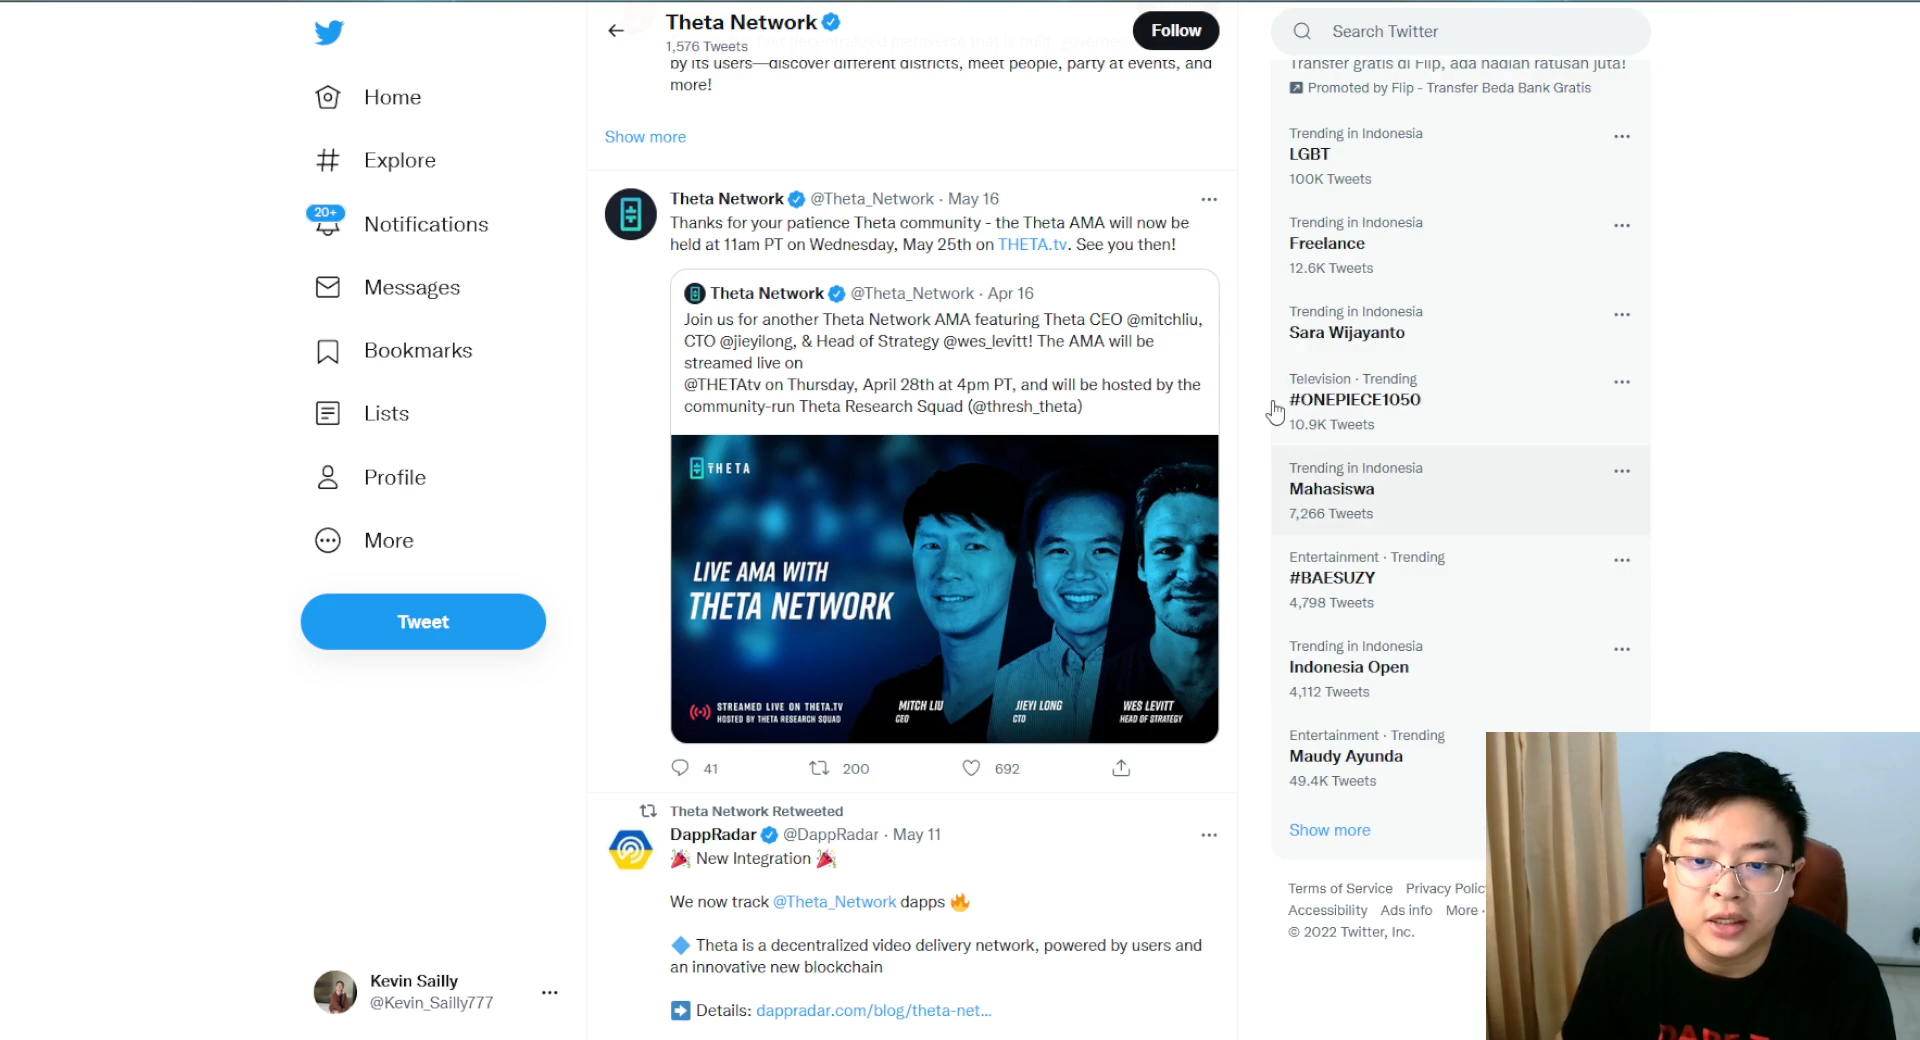 Home
Explore
20+
Notifications
Messages
Bookmarks
Lists
Profile
More
Tweet
Kevin Sailly
@Kevin_Sailly777
Theta Network
1,576 Tweets
Follow
by its users—discover different districts, meet people, party at events, and
more!
Show more
Theta Network @Theta_Network · May 16
Thanks for your patience Theta community - the Theta AMA will now be
held at 11am PT on Wednesday, May 25th on THETA.tv. See you then!
Theta Network @Theta_Network · Apr 16
Join us for another Theta Network AMA featuring Theta CEO @mitchliu,
CTO @jieyilong, & Head of Strategy @wes_levitt! The AMA will be
streamed live on
@THETAtv on Thursday, April 28th at 4pm PT, and will be hosted by the
community-run Theta Research Squad (@thresh_theta)
THETA
LIVE AMA WITH
THETA NETWORK
STREAMED LIVE ON THETA.TV
HOSTED BY THETA RESEARCH SQUAD
MITCH LIU
CEO
JIEYI LONG
CTO
WES LEVITT
HEAD OF STRATEGY
41
200
692
Theta Network Retweeted
DappRadar @DappRadar · May 11
New Integration
We now track @Theta_Network dapps
Theta is a decentralized video delivery network, powered by users and
an innovative new blockchain
Details: dappradar.com/blog/theta-net...
Search Twitter
Transfer gratis di Flip, ada hadiah ratusan juta!
Promoted by Flip - Transfer Beda Bank Gratis
Trending in Indonesia
LGBT
100K Tweets
Trending in Indonesia
Freelance
12.6K Tweets
Trending in Indonesia
Sara Wijayanto
Television · Trending
#ONEPIECE1050
10.9K Tweets
Trending in Indonesia
Mahasiswa
7,266 Tweets
Entertainment · Trending
#BAESUZY
4,798 Tweets
Trending in Indonesia
Indonesia Open
4,112 Tweets
Entertainment · Trending
Maudy Ayunda
49.4K Tweets
Show more
Terms of Service Privacy Polic
Accessibility Ads info More ·
© 2022 Twitter, Inc.